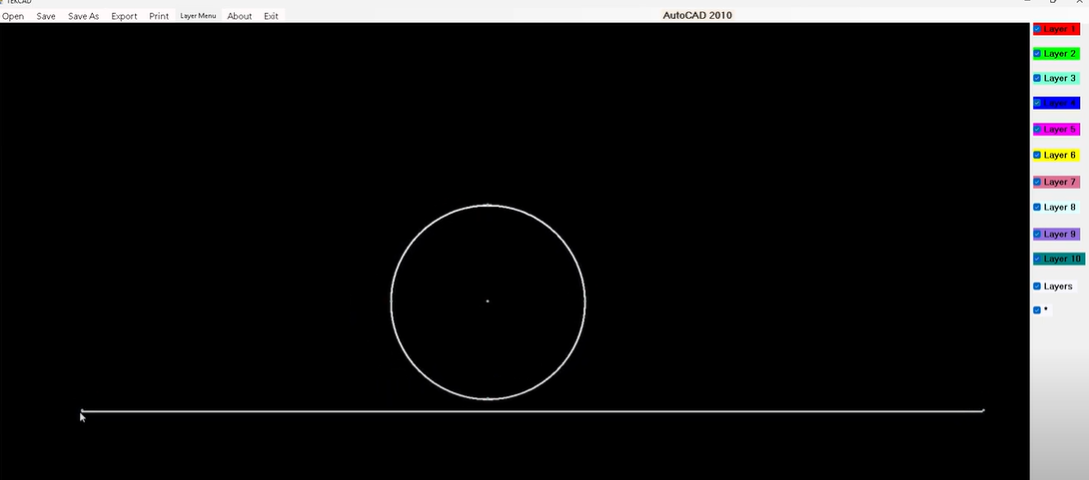 TEKCAD
Open Save Save As Export Print Layer Menu About Exit
AutoCAD 2010
Layer 1
Layer 2
Layer 3
Layer 4
Layer 5
Layer 6
Layer 7
Layer 8
Layer 9
Layer 10
Layers
*